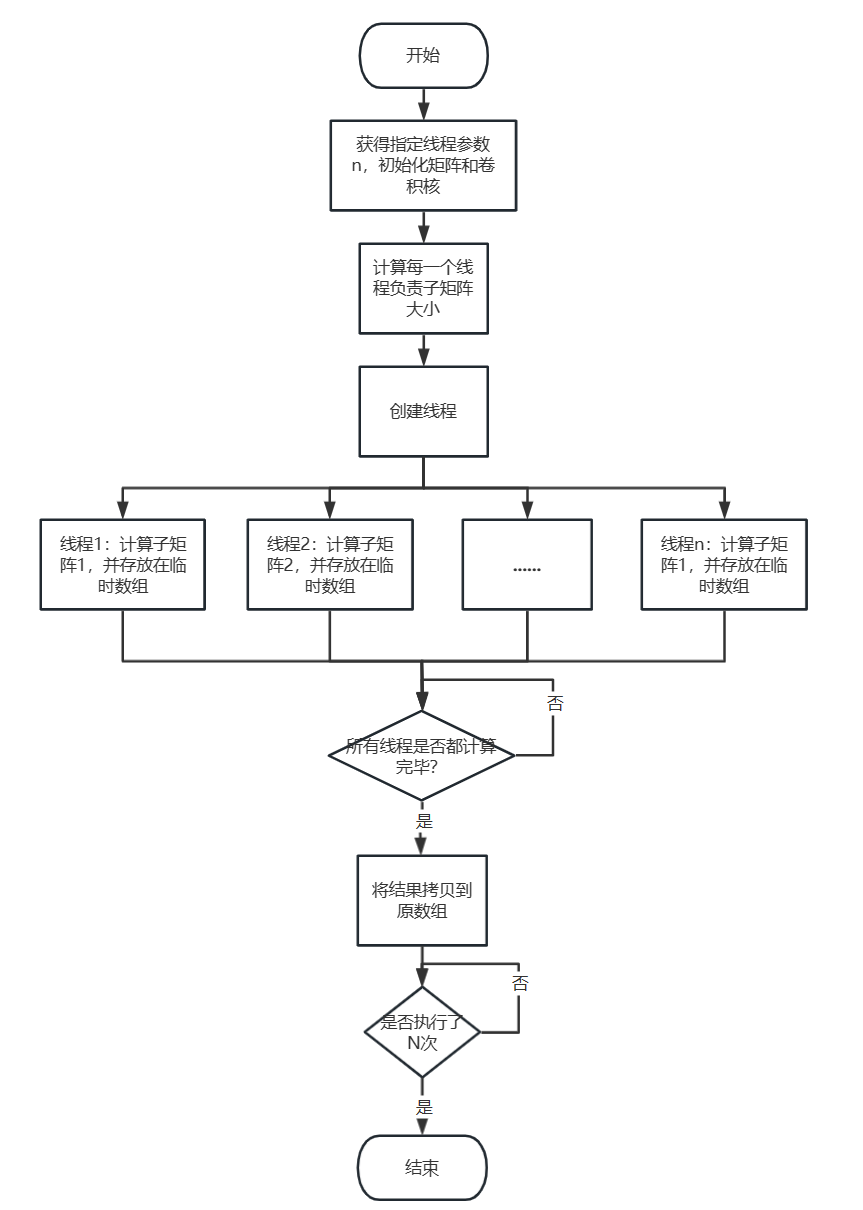 开始
获得指定线程参数
n，初始化矩阵和卷
积核
计算每一个线
程负责子矩阵
大小
创建线程
线程1：计算子矩
阵1，并存放在临
时数组
线程2：计算子矩
阵2，并存放在临
时数组
......
线程n：计算子矩
阵1，并存放在临
时数组
否
所有线程是否都计算
完毕？
是
将结果拷贝到
原数组
否
是否执行了
N次
是
结束